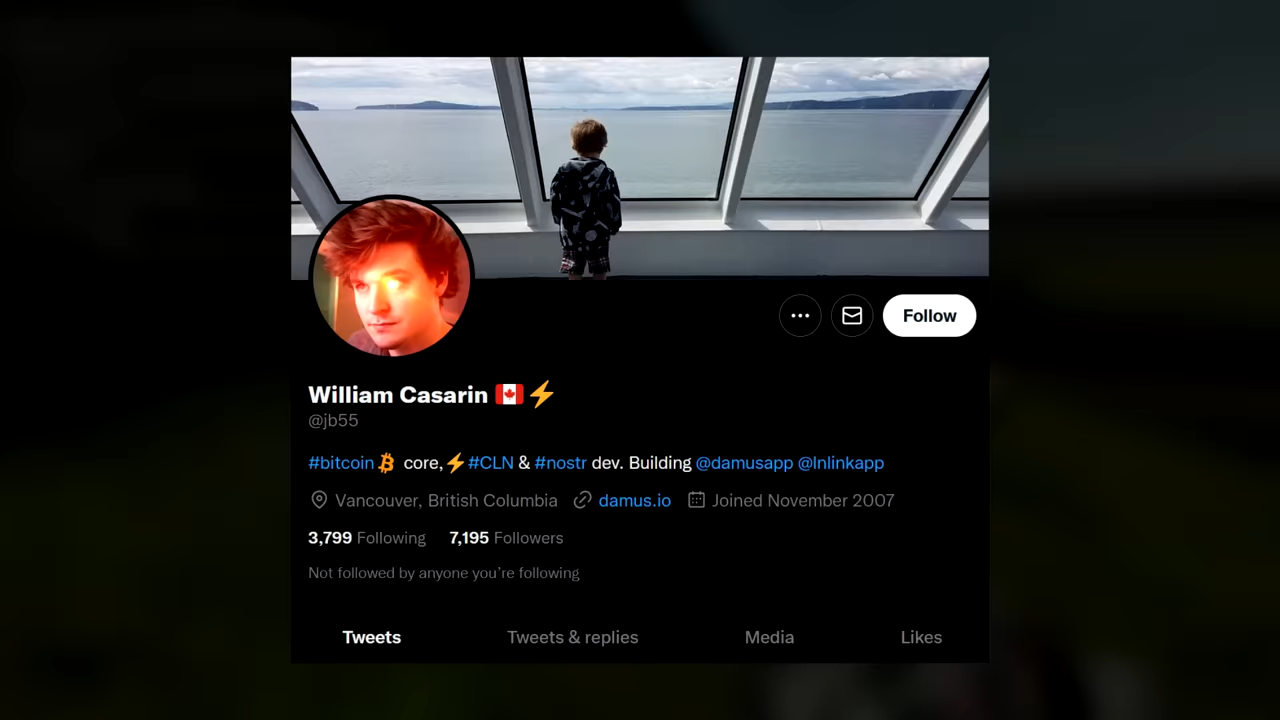 Follow
William Casarin 🇨🇦⚡
@jb55
#bitcoin core,⚡#CLN & #nostr dev. Building @damusapp @lnlinkapp
Vancouver, British Columbia damus.io Joined November 2007
3,799 Following 7,195 Followers
Not followed by anyone you’re following
Tweets Tweets & replies Media Likes